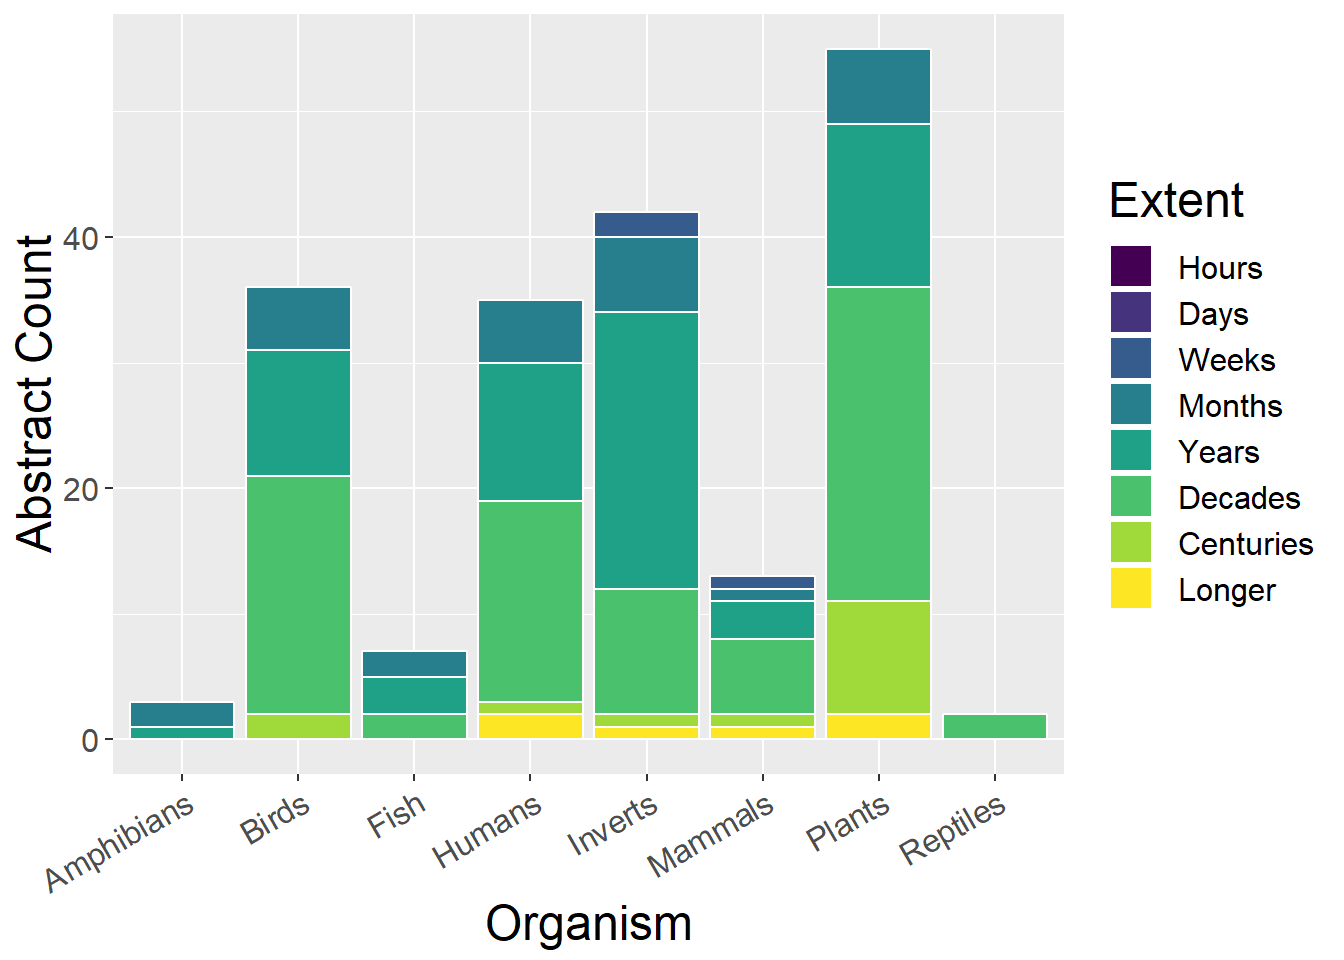 Abstract Count
40
20
0
Amphibians
Birds
Fish
Humans
Inverts
Mammals
Plants
Reptiles
Organism
Extent
Hours
Days
Weeks
Months
Years
Decades
Centuries
Longer